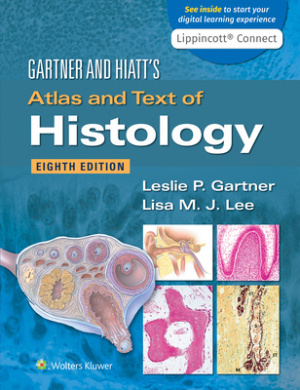 See inside to start your
digital learning experience
Lippincott® Connect
GARTNER AND HIATT'S
Atlas and Text of
Histology
EIGHTH EDITION
Leslie P. Gartner
Lisa M. J. Lee
Wolters Kluwer